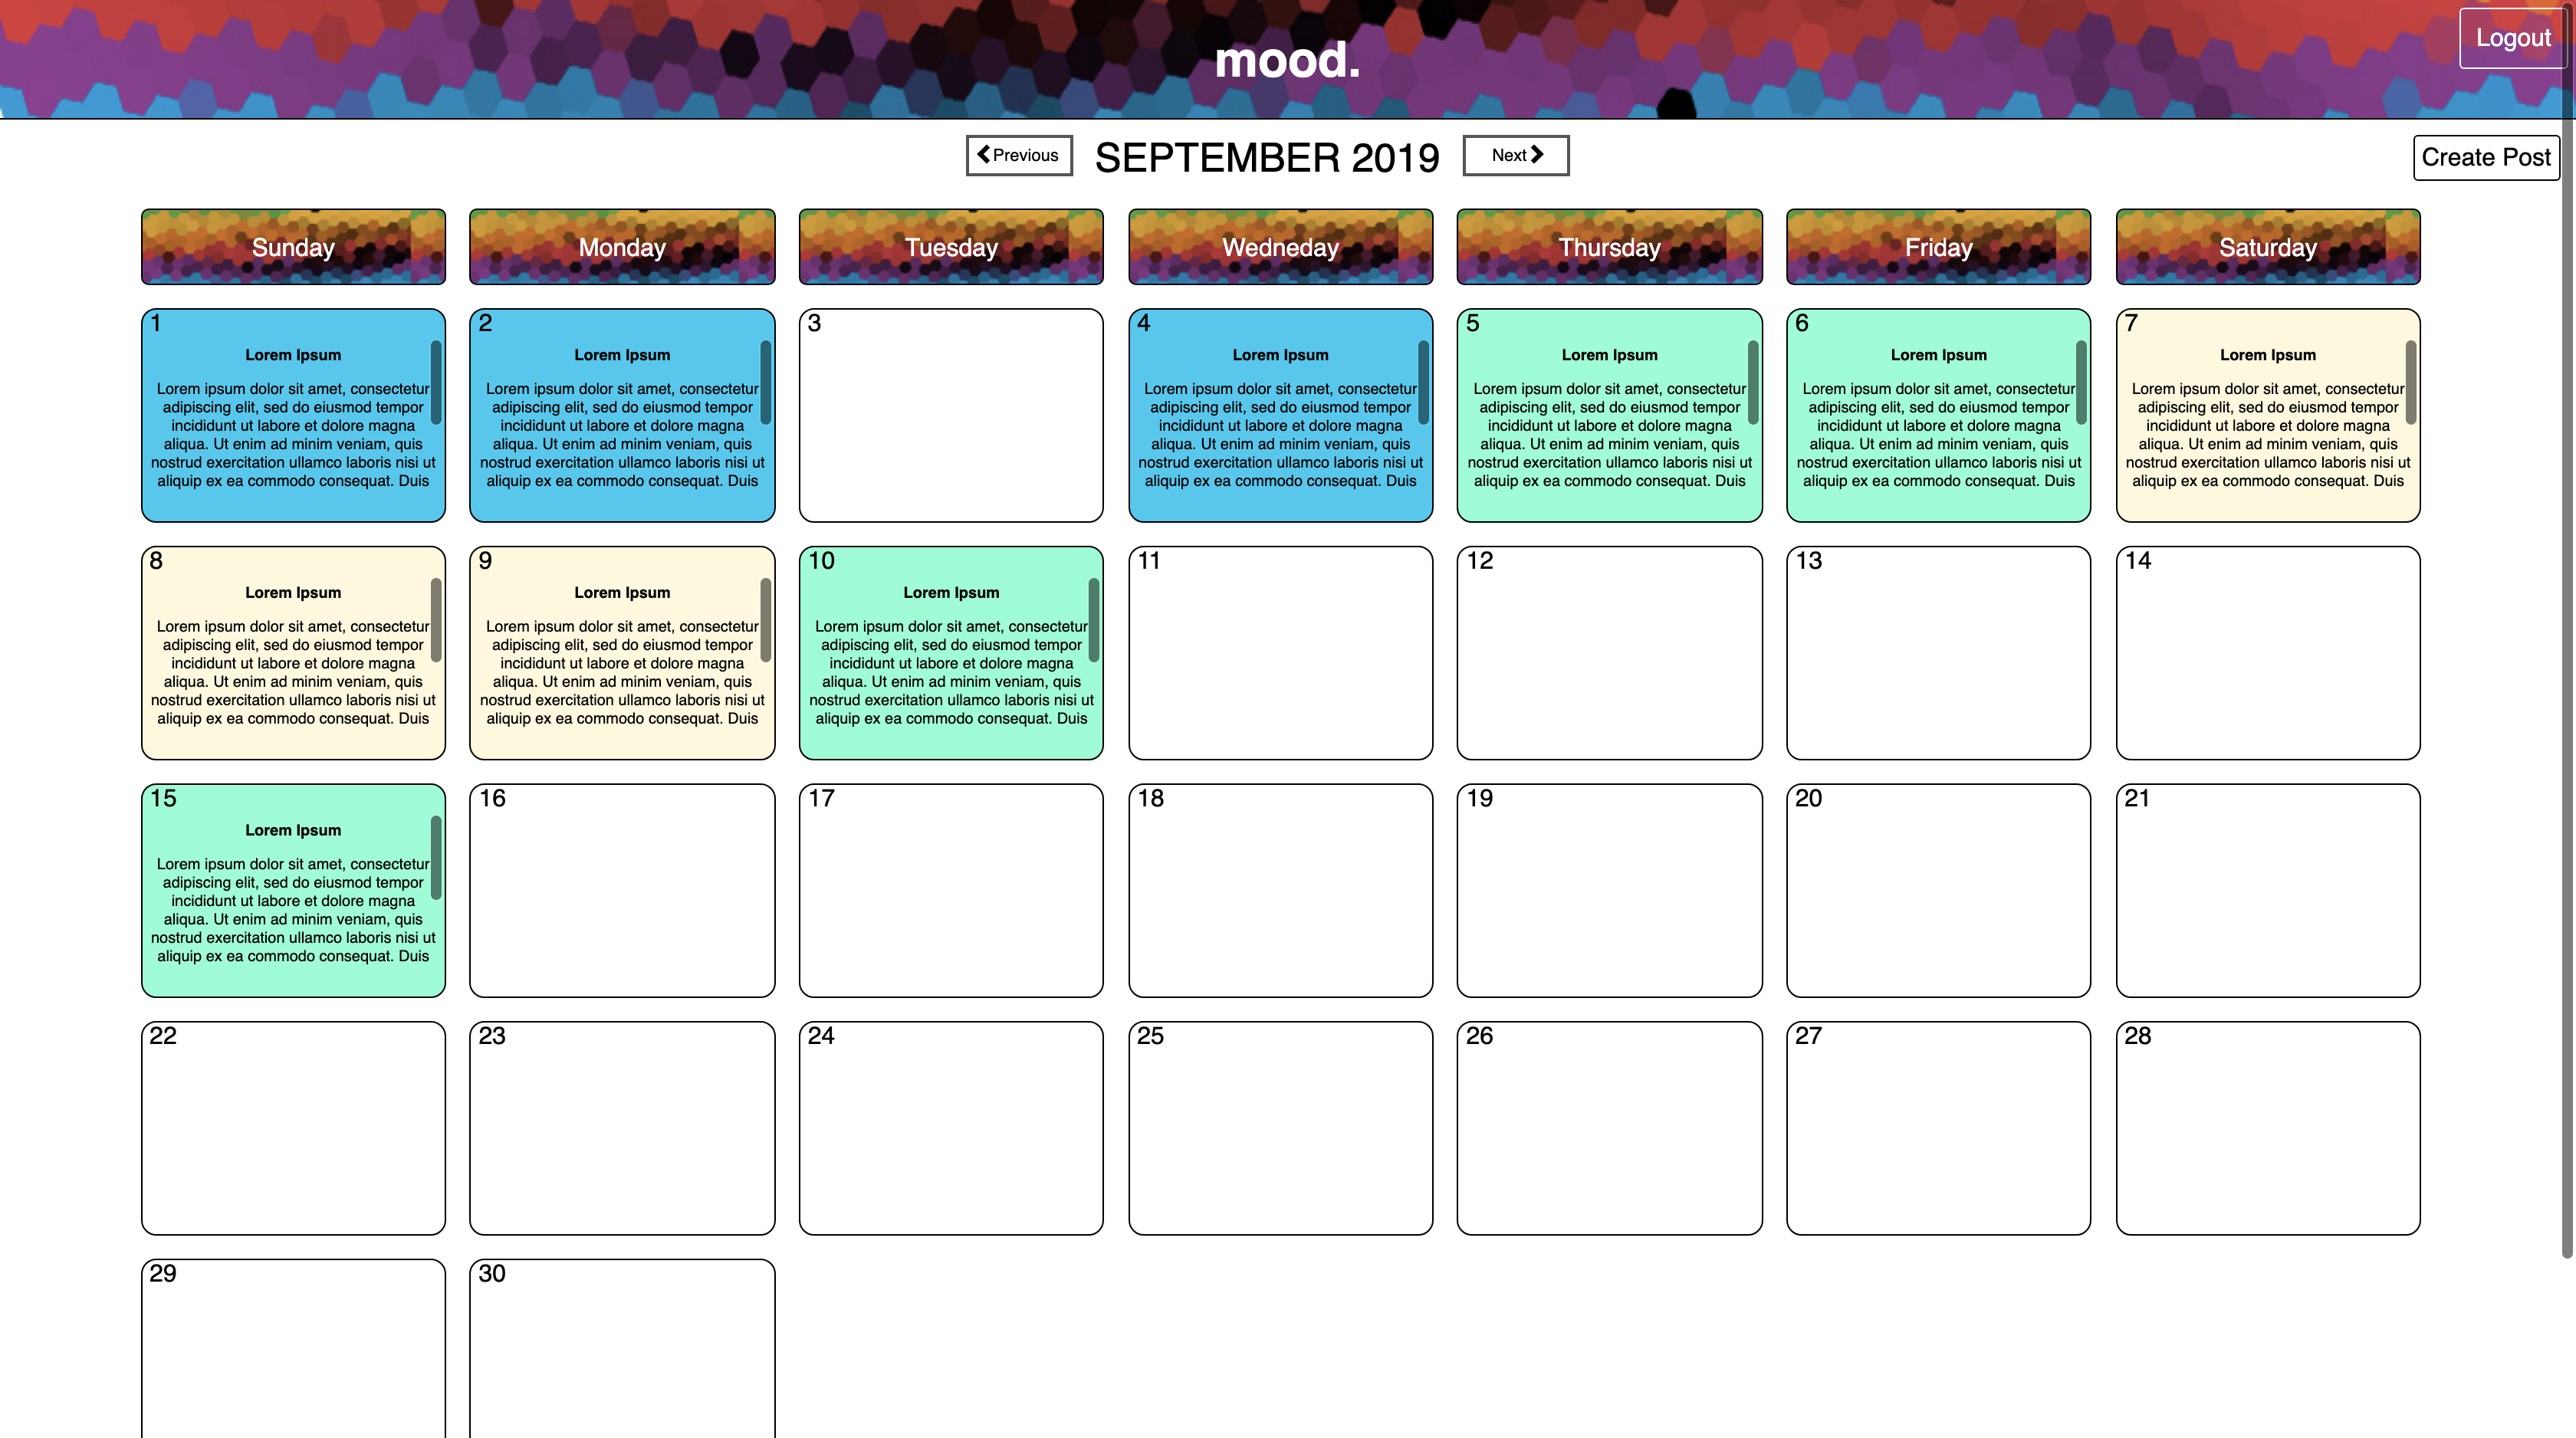 mood.
Logout
Previous
SEPTEMBER 2019
Next
Create Post
Sunday
Monday
Tuesday
Wedneday
Thursday
Friday
Saturday
1
Lorem Ipsum
Lorem ipsum dolor sit amet, consectetur
adipiscing elit, sed do eiusmod tempor
incididunt ut labore et dolore magna
aliqua. Ut enim ad minim veniam, quis
nostrud exercitation ullamco laboris nisi ut
aliquip ex ea commodo consequat. Duis
2
Lorem Ipsum
Lorem ipsum dolor sit amet, consectetur
adipiscing elit, sed do eiusmod tempor
incididunt ut labore et dolore magna
aliqua. Ut enim ad minim veniam, quis
nostrud exercitation ullamco laboris nisi ut
aliquip ex ea commodo consequat. Duis
3
4
Lorem Ipsum
Lorem ipsum dolor sit amet, consectetur
adipiscing elit, sed do eiusmod tempor
incididunt ut labore et dolore magna
aliqua. Ut enim ad minim veniam, quis
nostrud exercitation ullamco laboris nisi ut
aliquip ex ea commodo consequat. Duis
5
Lorem Ipsum
Lorem ipsum dolor sit amet, consectetur
adipiscing elit, sed do eiusmod tempor
incididunt ut labore et dolore magna
aliqua. Ut enim ad minim veniam, quis
nostrud exercitation ullamco laboris nisi ut
aliquip ex ea commodo consequat. Duis
6
Lorem Ipsum
Lorem ipsum dolor sit amet, consectetur
adipiscing elit, sed do eiusmod tempor
incididunt ut labore et dolore magna
aliqua. Ut enim ad minim veniam, quis
nostrud exercitation ullamco laboris nisi ut
aliquip ex ea commodo consequat. Duis
7
Lorem Ipsum
Lorem ipsum dolor sit amet, consectetur
adipiscing elit, sed do eiusmod tempor
incididunt ut labore et dolore magna
aliqua. Ut enim ad minim veniam, quis
nostrud exercitation ullamco laboris nisi ut
aliquip ex ea commodo consequat. Duis
8
Lorem Ipsum
Lorem ipsum dolor sit amet, consectetur
adipiscing elit, sed do eiusmod tempor
incididunt ut labore et dolore magna
aliqua. Ut enim ad minim veniam, quis
nostrud exercitation ullamco laboris nisi ut
aliquip ex ea commodo consequat. Duis
9
Lorem Ipsum
Lorem ipsum dolor sit amet, consectetur
adipiscing elit, sed do eiusmod tempor
incididunt ut labore et dolore magna
aliqua. Ut enim ad minim veniam, quis
nostrud exercitation ullamco laboris nisi ut
aliquip ex ea commodo consequat. Duis
10
Lorem Ipsum
Lorem ipsum dolor sit amet, consectetur
adipiscing elit, sed do eiusmod tempor
incididunt ut labore et dolore magna
aliqua. Ut enim ad minim veniam, quis
nostrud exercitation ullamco laboris nisi ut
aliquip ex ea commodo consequat. Duis
11
12
13
14
15
Lorem Ipsum
Lorem ipsum dolor sit amet, consectetur
adipiscing elit, sed do eiusmod tempor
incididunt ut labore et dolore magna
aliqua. Ut enim ad minim veniam, quis
nostrud exercitation ullamco laboris nisi ut
aliquip ex ea commodo consequat. Duis
16
17
18
19
20
21
22
23
24
25
26
27
28
29
30